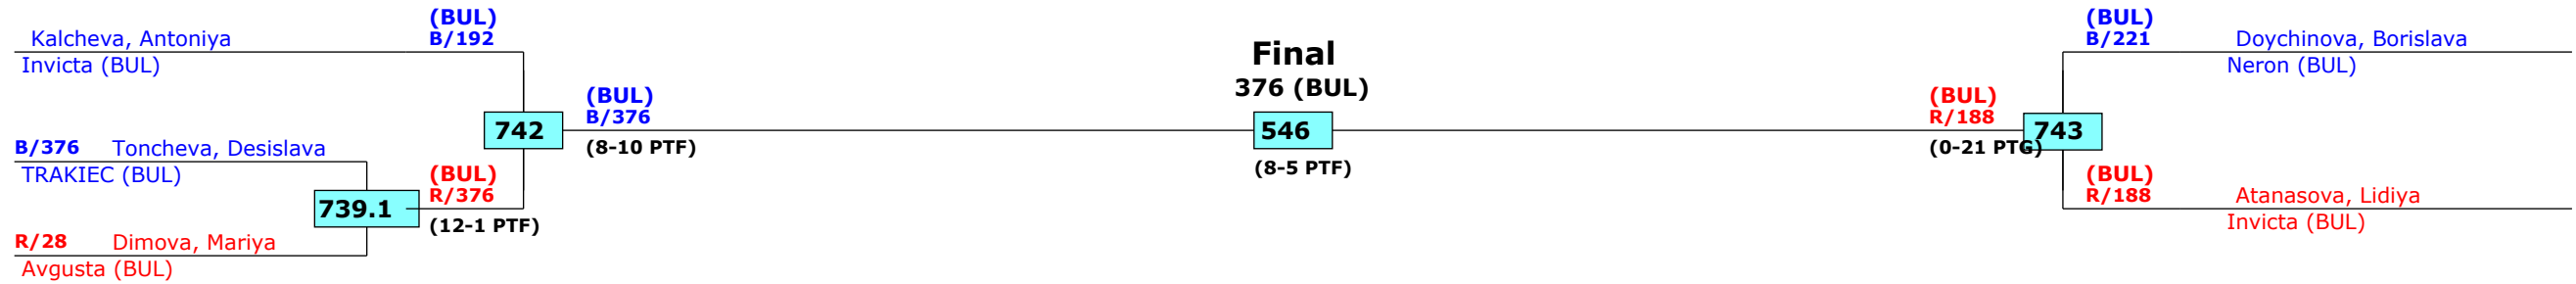 (BUL)
B/192
Kalcheva, Antoniya
Invicta (BUL)
742
(BUL)
B/376
(8-10 PTF)
B/376 Toncheva, Desislava
TRAKIEC (BUL)
739.1
(BUL)
R/376
(12-1 PTF)
R/28 Dimova, Mariya
Avgusta (BUL)
Final
376 (BUL)
546
(8-5 PTF)
(BUL)
B/221 Doychinova, Borislava
Neron (BUL)
(BUL)
R/188
743
(0-21 PTG)
(BUL)
R/188 Atanasova, Lidiya
Invicta (BUL)